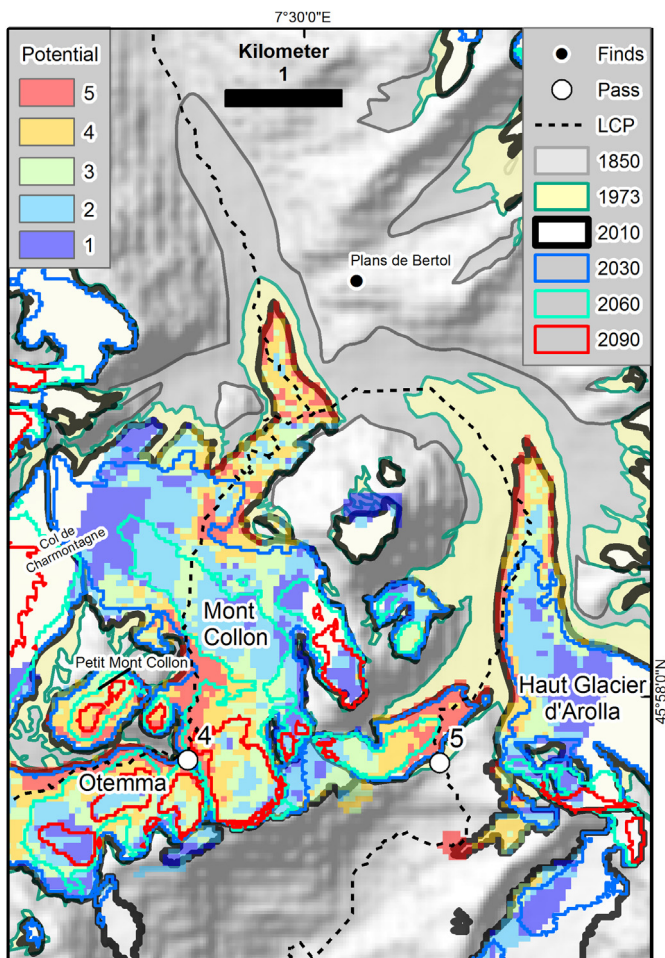 7°30'0"E
Potential
5
4
3
2
1
Kilometer
1
Finds
Pass
LCP
1850
1973
2010
2030
2060
2090
Plans de Bertol
Col de
Charmontagne
Mont
Collon
Petit Mont Collon
Haut Glacier
d'Arolla
45°58'0"N
4
5
Otemma